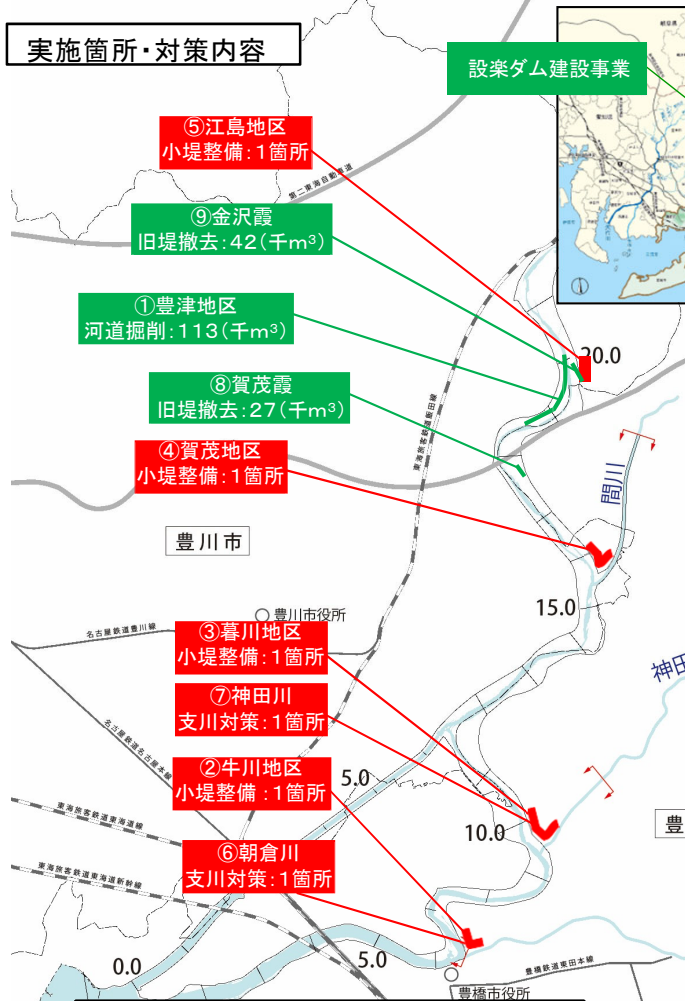 実施箇所・対策内容
設楽ダム建設事業
⑤江島地区
小堤整備：1箇所
第二東海自動車道
⑨金沢霞
旧堤撤去：42（千m³）
①豊津地区
河道掘削：113（千m³）
20.0
⑧賀茂霞
旧堤撤去：27（千m³）
東海旅客鉄道飯田線
④賀茂地区
小堤整備：1箇所
間川
豊川市
15.0
豊川市役所
名古屋鉄道豊川線
③暮川地区
小堤整備：1箇所
神田
⑦神田川
支川対策：1箇所
名古屋鉄道名古屋本線
②牛川地区
小堤整備：1箇所
5.0
東海旅客鉄道東海道線
10.0
豊
⑥朝倉川
支川対策：1箇所
東海旅客鉄道東海道新幹線
0.0
5.0
豊橋鉄道東田本線
豊橋市役所